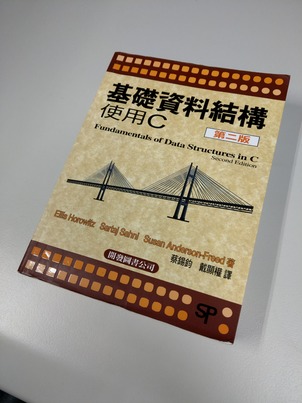 基礎資料結構
使用C
第二版
Fundamentals of Data Structures in C
Second Edition
Ellis Horowitz Sartaj Sahni Susan Anderson-Freed 著
蔡錫鈞 戴顯權 譯
開發圖書公司
SP